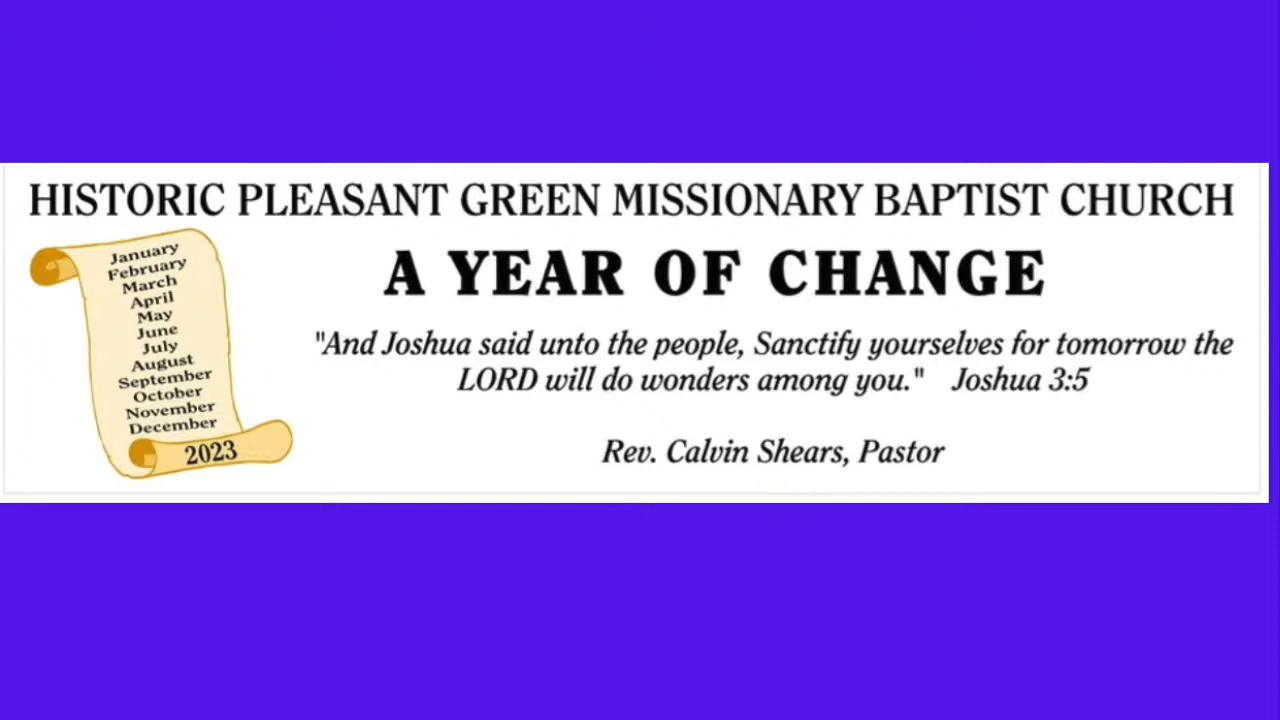 HISTORIC PLEASANT GREEN MISSIONARY BAPTIST CHURCH
January
February
March
April
May
June
July
August
September
October
November
December
2023
A YEAR OF CHANGE
"And Joshua said unto the people, Sanctify yourselves for tomorrow the
LORD will do wonders among you." Joshua 3:5
Rev. Calvin Shears, Pastor